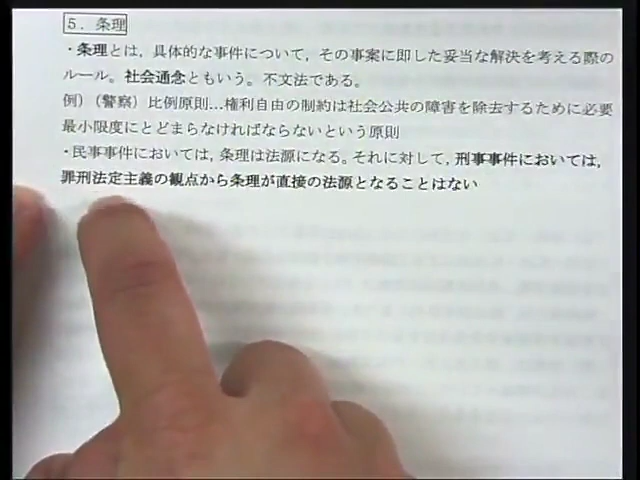 ５．条理
・条理とは，具体的な事件について，その事案に即した妥当な解決を考える際の
ルール。社会通念ともいう。不文法である。
例）（警察）比例原則…権利自由の制約は社会公共の障害を除去するために必要
最小限度にとどまらなければならないという原則
・民事事件においては，条理は法源になる。それに対して，刑事事件においては，
罪刑法定主義の観点から条理が直接の法源となることはない